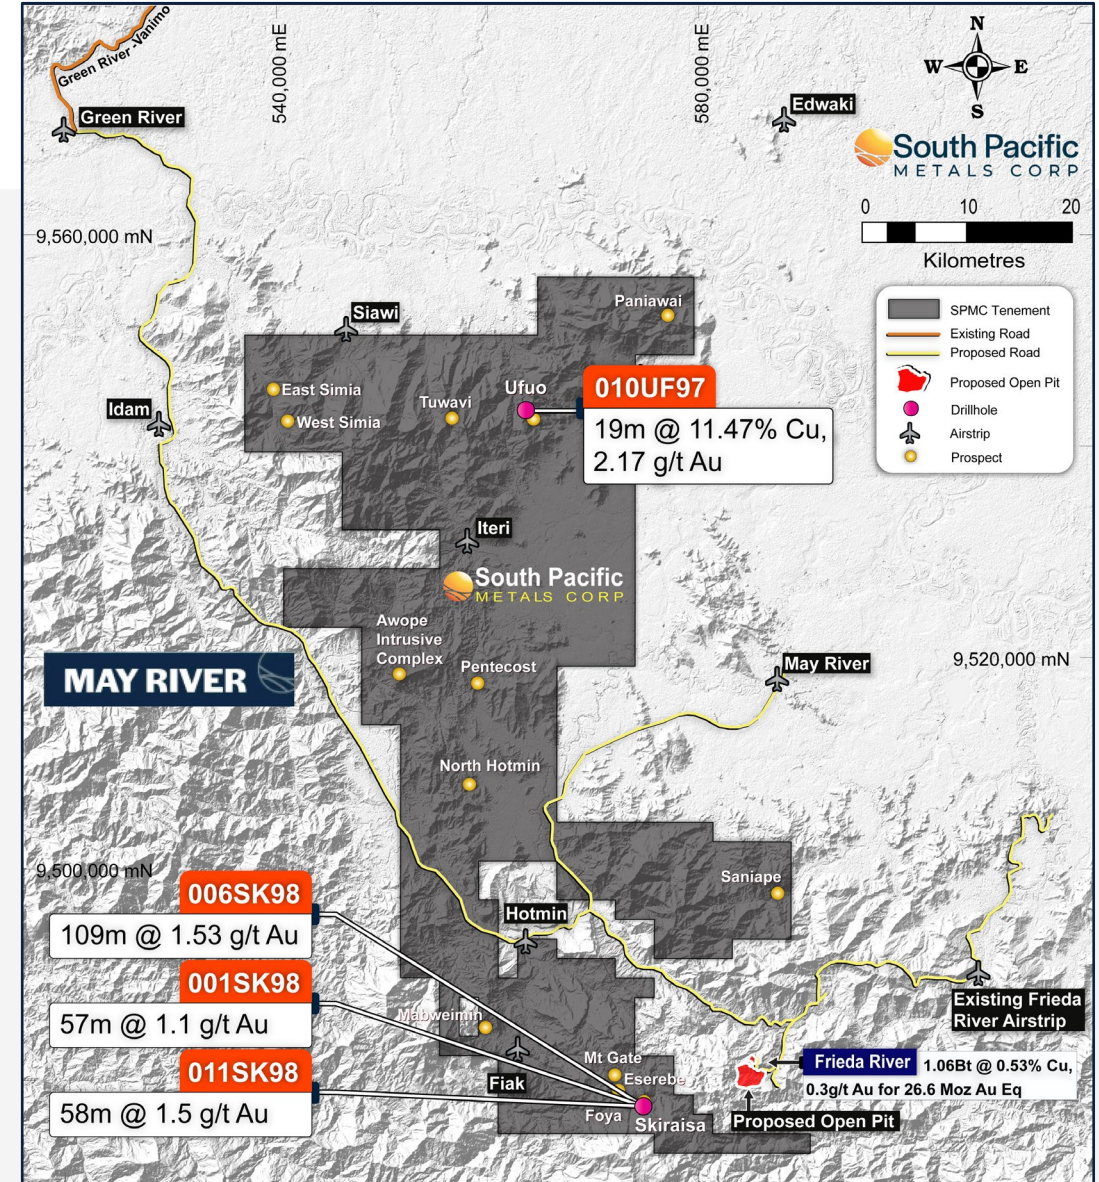 Green River -Vanimo
540,000 mE
580,000 mE
N
W E
S
Green River
Edwaki
South Pacific
METALS CORP
0 10 20
Kilometres
9,560,000 mN
SPMC Tenement
Existing Road
Proposed Road
Proposed Open Pit
Drillhole
Airstrip
Prospect
Paniawai
Siawi
East Simia
West Simia
Idam
Tuwavi
Ufuo
010UF97
19m @ 11.47% Cu,
2.17 g/t Au
Iteri
South Pacific
METALS CORP
Awope
Intrusive
Complex
Pentecost
MAY RIVER
May River
9,520,000 mN
North Hotmin
9,500,000 mN
Saniape
006SK98
109m @ 1.53 g/t Au
Hotmin
001SK98
57m @ 1.1 g/t Au
Mabweimin
Existing Frieda
River Airstrip
011SK98
58m @ 1.5 g/t Au
Fiak
Mt Gate
Eserebe
Foya
Skiraisa
Frieda River
1.06Bt @ 0.53% Cu,
0.3g/t Au for 26.6 Moz Au Eq
Proposed Open Pit